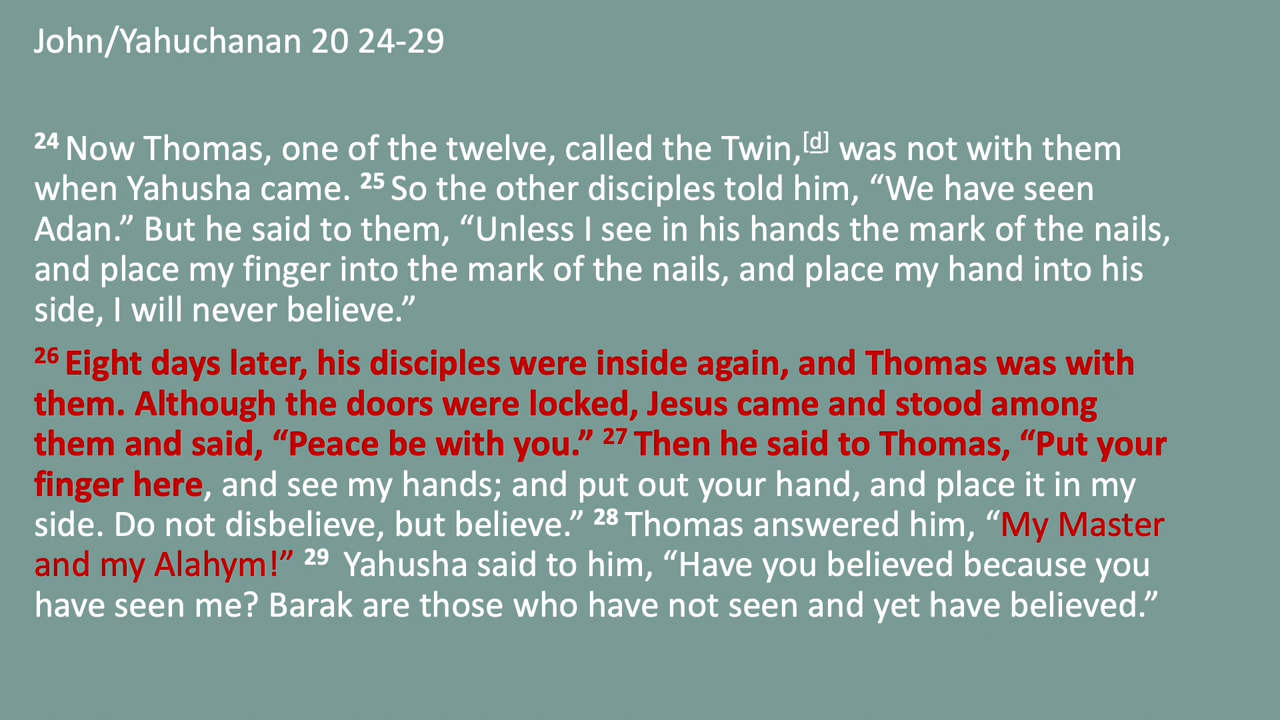 John/Yahuchanan 20 24-29
24 Now Thomas, one of the twelve, called the Twin,[d] was not with them
when Yahusha came. 25 So the other disciples told him, “We have seen
Adan.” But he said to them, “Unless I see in his hands the mark of the nails,
and place my finger into the mark of the nails, and place my hand into his
side, I will never believe.”
26 Eight days later, his disciples were inside again, and Thomas was with
them. Although the doors were locked, Jesus came and stood among
them and said, “Peace be with you.” 27 Then he said to Thomas, “Put your
finger here, and see my hands; and put out your hand, and place it in my
side. Do not disbelieve, but believe.” 28 Thomas answered him, “My Master
and my Alahym!” 29 Yahusha said to him, “Have you believed because you
have seen me? Barak are those who have not seen and yet have believed.”